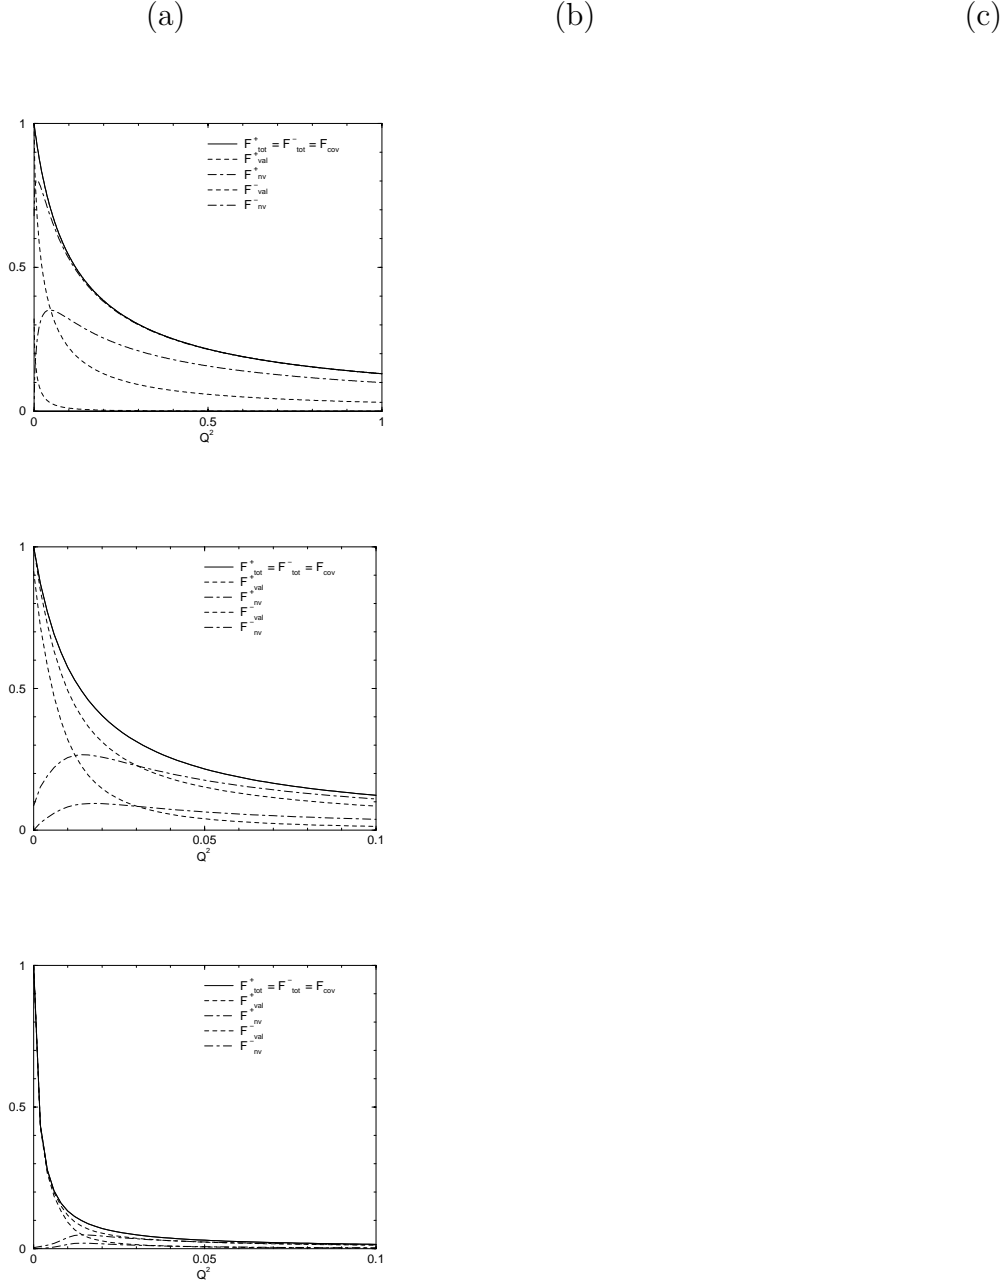 (a) (b) (c)
1
F⁺tot = F⁻tot = Fcov
F⁺val
F⁺nv
F⁻val
F⁻nv
0.5
0
0 0.5 1
Q²
1
F⁺tot = F⁻tot = Fcov
F⁺val
F⁺nv
F⁻val
F⁻nv
0.5
0
0 0.05 0.1
Q²
1
F⁺tot = F⁻tot = Fcov
F⁺val
F⁺nv
F⁻val
F⁻nv
0.5
0
0 0.05 0.1
Q²